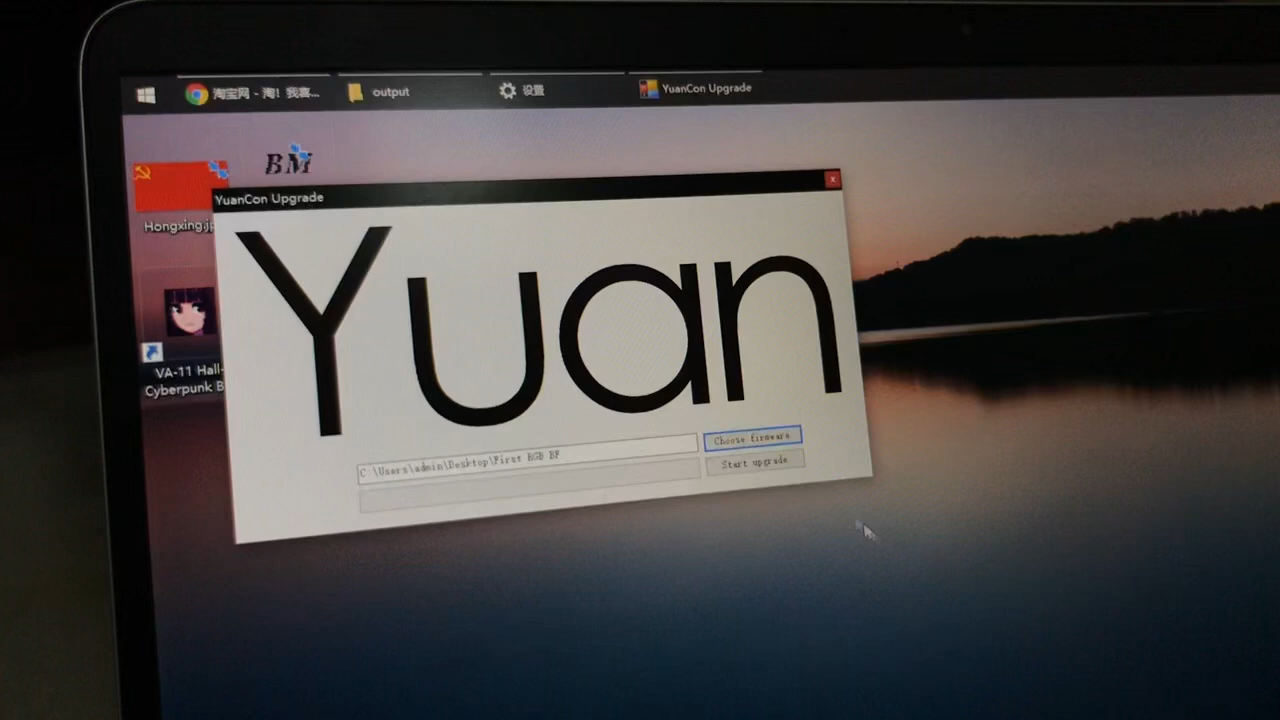 淘宝网 - 淘！我喜...
output
设置
YuanCon Upgrade
BM
Hongxing.jp
YuanCon Upgrade
x
Yuan
VA-11 Hall-
Cyberpunk B
C:\Users\admin\Desktop\First RGB BF
Choose firmware
Start upgrade